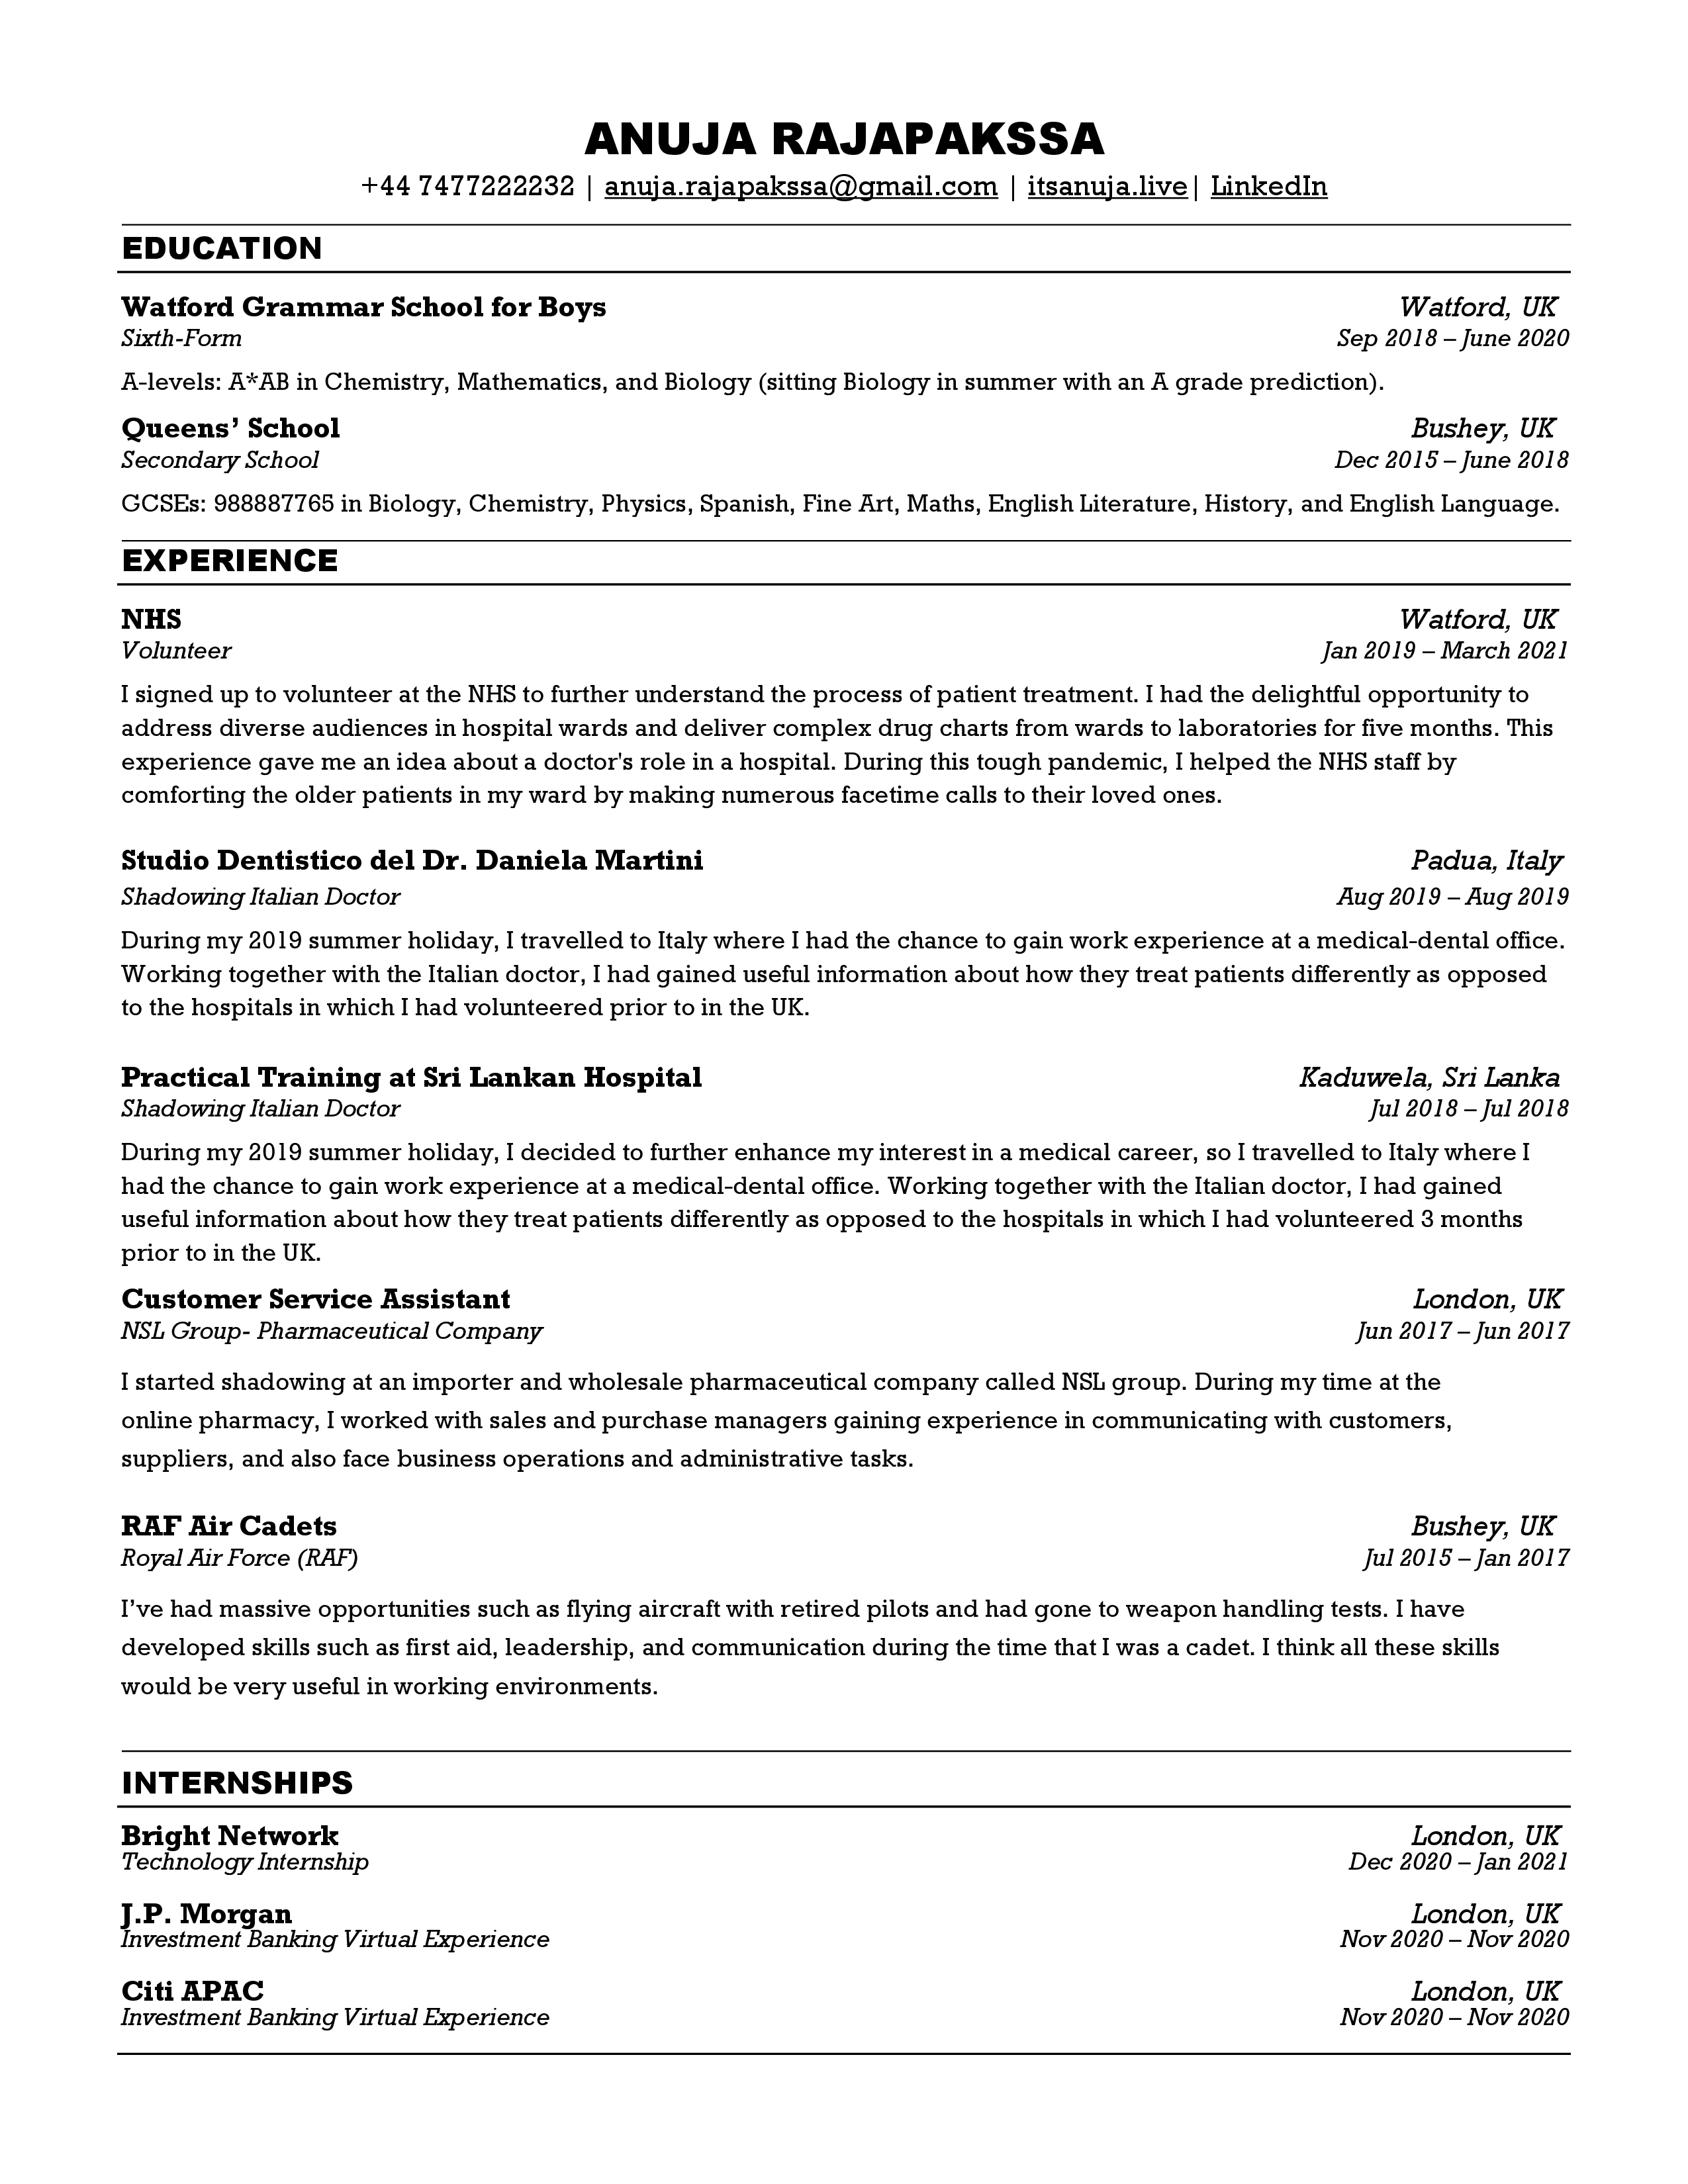 ANUJA RAJAPAKSSA
+44 7477222232 | anuja.rajapakssa@gmail.com | itsanuja.live| LinkedIn
EDUCATION
Watford Grammar School for Boys Watford, UK
Sixth-Form Sep 2018 – June 2020
A-levels: A*AB in Chemistry, Mathematics, and Biology (sitting Biology in summer with an A grade prediction).
Queens’ School Bushey, UK
Secondary School Dec 2015 – June 2018
GCSEs: 988887765 in Biology, Chemistry, Physics, Spanish, Fine Art, Maths, English Literature, History, and English Language.
EXPERIENCE
NHS Watford, UK
Volunteer Jan 2019 – March 2021
I signed up to volunteer at the NHS to further understand the process of patient treatment. I had the delightful opportunity to
address diverse audiences in hospital wards and deliver complex drug charts from wards to laboratories for five months. This
experience gave me an idea about a doctor's role in a hospital. During this tough pandemic, I helped the NHS staff by
comforting the older patients in my ward by making numerous facetime calls to their loved ones.
Studio Dentistico del Dr. Daniela Martini Padua, Italy
Shadowing Italian Doctor Aug 2019 – Aug 2019
During my 2019 summer holiday, I travelled to Italy where I had the chance to gain work experience at a medical-dental office.
Working together with the Italian doctor, I had gained useful information about how they treat patients differently as opposed
to the hospitals in which I had volunteered prior to in the UK.
Practical Training at Sri Lankan Hospital Kaduwela, Sri Lanka
Shadowing Italian Doctor Jul 2018 – Jul 2018
During my 2019 summer holiday, I decided to further enhance my interest in a medical career, so I travelled to Italy where I
had the chance to gain work experience at a medical-dental office. Working together with the Italian doctor, I had gained
useful information about how they treat patients differently as opposed to the hospitals in which I had volunteered 3 months
prior to in the UK.
Customer Service Assistant London, UK
NSL Group- Pharmaceutical Company Jun 2017 – Jun 2017
I started shadowing at an importer and wholesale pharmaceutical company called NSL group. During my time at the
online pharmacy, I worked with sales and purchase managers gaining experience in communicating with customers,
suppliers, and also face business operations and administrative tasks.
RAF Air Cadets Bushey, UK
Royal Air Force (RAF) Jul 2015 – Jan 2017
I’ve had massive opportunities such as flying aircraft with retired pilots and had gone to weapon handling tests. I have
developed skills such as first aid, leadership, and communication during the time that I was a cadet. I think all these skills
would be very useful in working environments.
INTERNSHIPS
Bright Network London, UK
Technology Internship Dec 2020 – Jan 2021
J.P. Morgan London, UK
Investment Banking Virtual Experience Nov 2020 – Nov 2020
Citi APAC London, UK
Investment Banking Virtual Experience Nov 2020 – Nov 2020